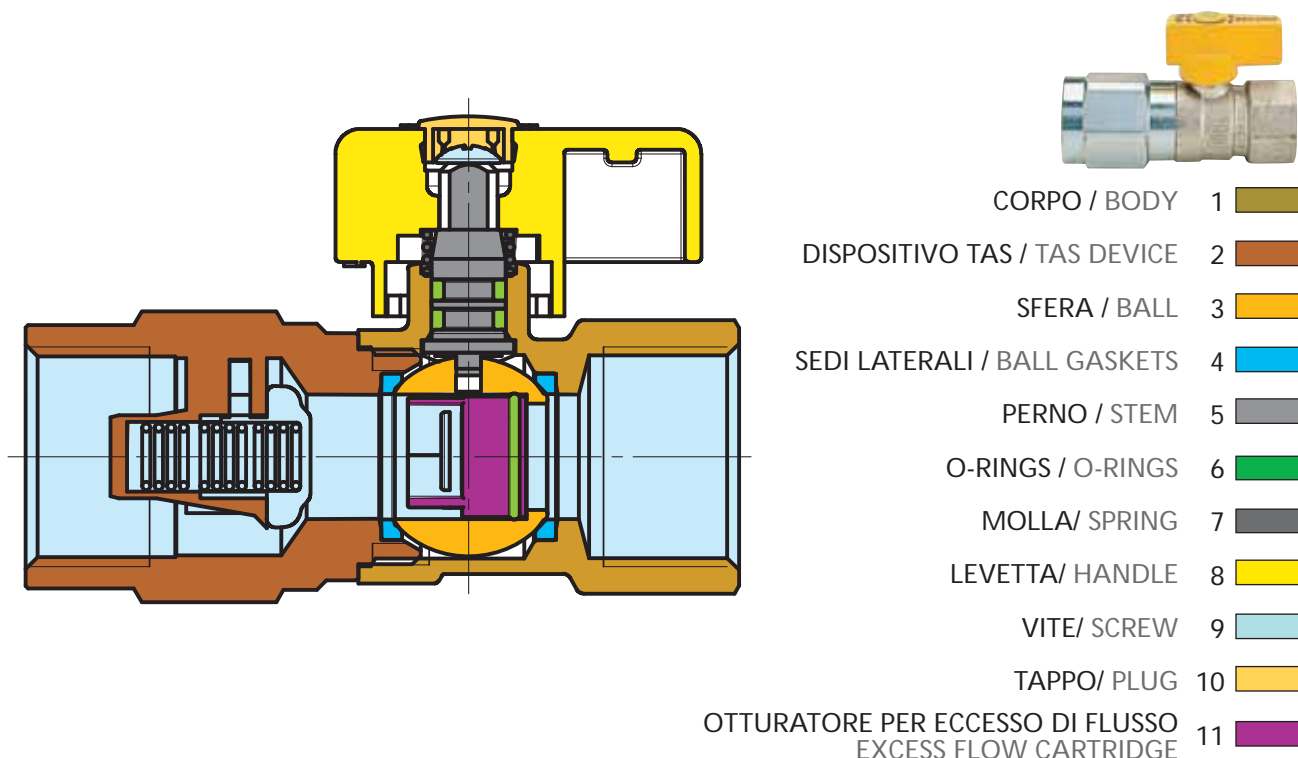 CORPO / BODY 1
DISPOSITIVO TAS / TAS DEVICE 2
SFERA / BALL 3
SEDI LATERALI / BALL GASKETS 4
PERNO / STEM 5
O-RINGS / O-RINGS 6
MOLLA/ SPRING 7
LEVETTA/ HANDLE 8
VITE/ SCREW 9
TAPPO/ PLUG 10
OTTURATORE PER ECCESSO DI FLUSSO 11
EXCESS FLOW CARTRIDGE